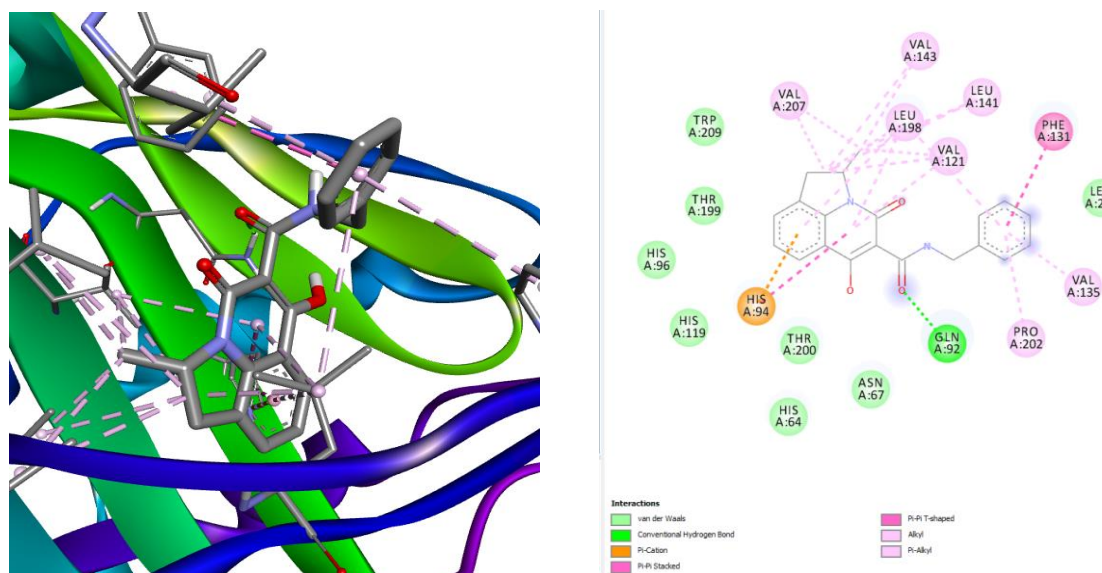 VAL
A:143
VAL
A:207
LEU
A:141
LEU
A:198
TRP
A:209
PHE
A:131
VAL
A:121
THR
A:199
N
O
HIS
A:96
N
H
VAL
A:135
HIS
A:94
O
O
HIS
A:119
THR
A:200
GLN
A:92
PRO
A:202
ASN
A:67
HIS
A:64
Interactions
van der Waals
Conventional Hydrogen Bond
Pi-Cation
Pi-Pi Stacked
Pi-Pi T-shaped
Alkyl
Pi-Alkyl